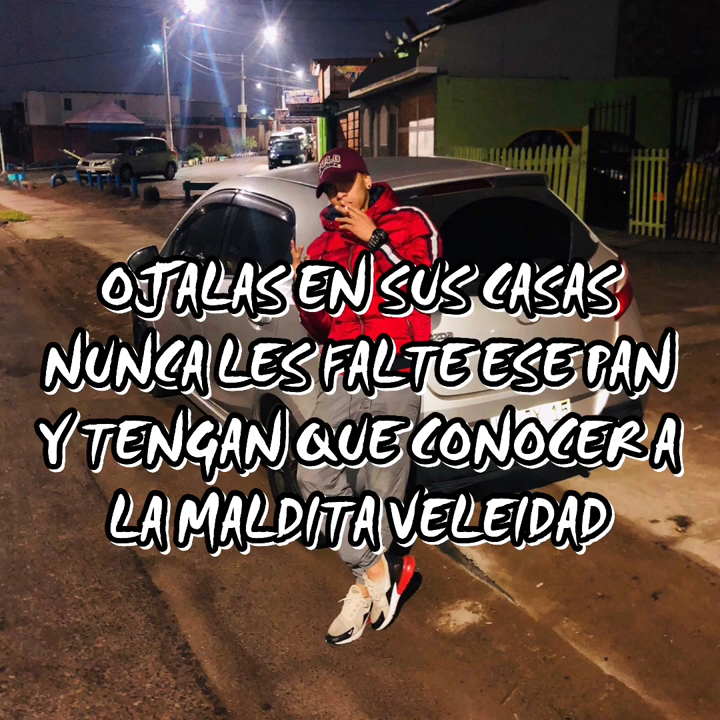 OJALAS EN SUS CASAS
NUNCA LES FALTE ESE PAN
Y TENGAN QUE CONOCER A
LA MALDITA VELEIDAD